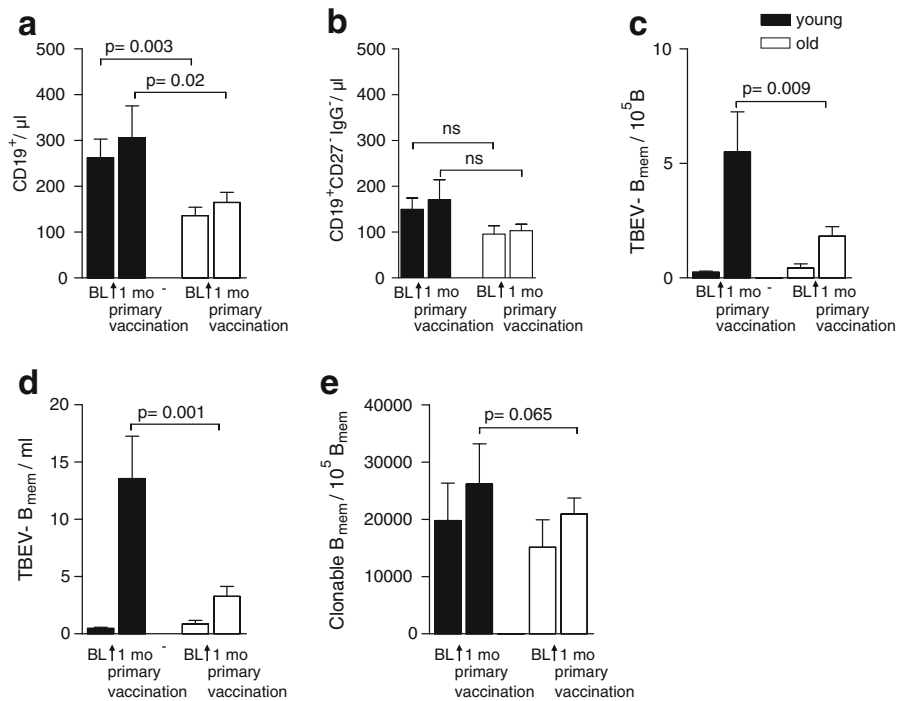 a
CD19+/ μl
500
400
300
200
100
0
p= 0.003
p= 0.02
BL↑1 mo -
primary
vaccination
BL↑1 mo
primary
vaccination
b
CD19+CD27-IgG-/ μl
500
400
300
200
100
0
ns
ns
BL↑1 mo
primary
vaccination
BL↑1 mo
primary
vaccination
c
young
old
TBEV- Bmem / 10^5 B
10
5
0
p= 0.009
BL↑1 mo -
primary
vaccination
BL↑1 mo
primary
vaccination
d
TBEV- Bmem / ml
20
15
10
5
0
p= 0.001
BL↑1 mo -
primary
vaccination
BL↑1 mo
primary
vaccination
e
Clonable Bmem / 10^5 Bmem
40000
30000
20000
10000
0
p= 0.065
BL↑1 mo
primary
vaccination
BL↑1 mo
primary
vaccination